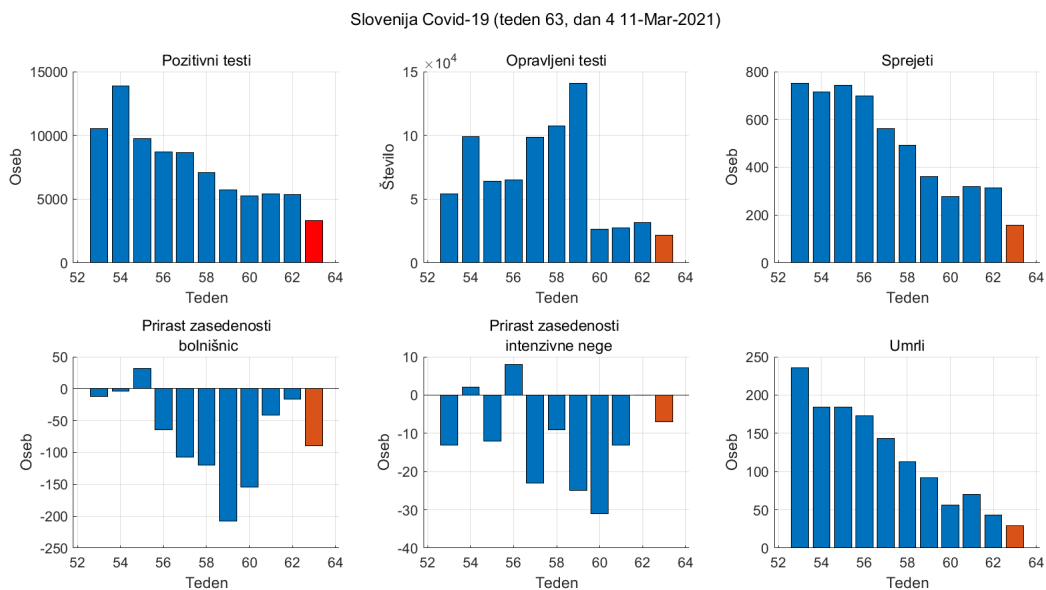 Slovenija Covid-19 (teden 63, dan 4 11-Mar-2021)
Pozitivni testi
15000
10000
5000
0
Oseb
52 54 56 58 60 62 64
Teden
Opravljeni testi
×10^4
15
10
5
0
Število
52 54 56 58 60 62 64
Teden
Sprejeti
800
600
400
200
0
Oseb
52 54 56 58 60 62 64
Teden
Prirast zasedenosti
bolnišnic
50
0
-50
-100
-150
-200
-250
Oseb
52 54 56 58 60 62 64
Teden
Prirast zasedenosti
intenzivne nege
10
0
-10
-20
-30
-40
Oseb
52 54 56 58 60 62 64
Teden
Umrli
250
200
150
100
50
0
Oseb
52 54 56 58 60 62 64
Teden